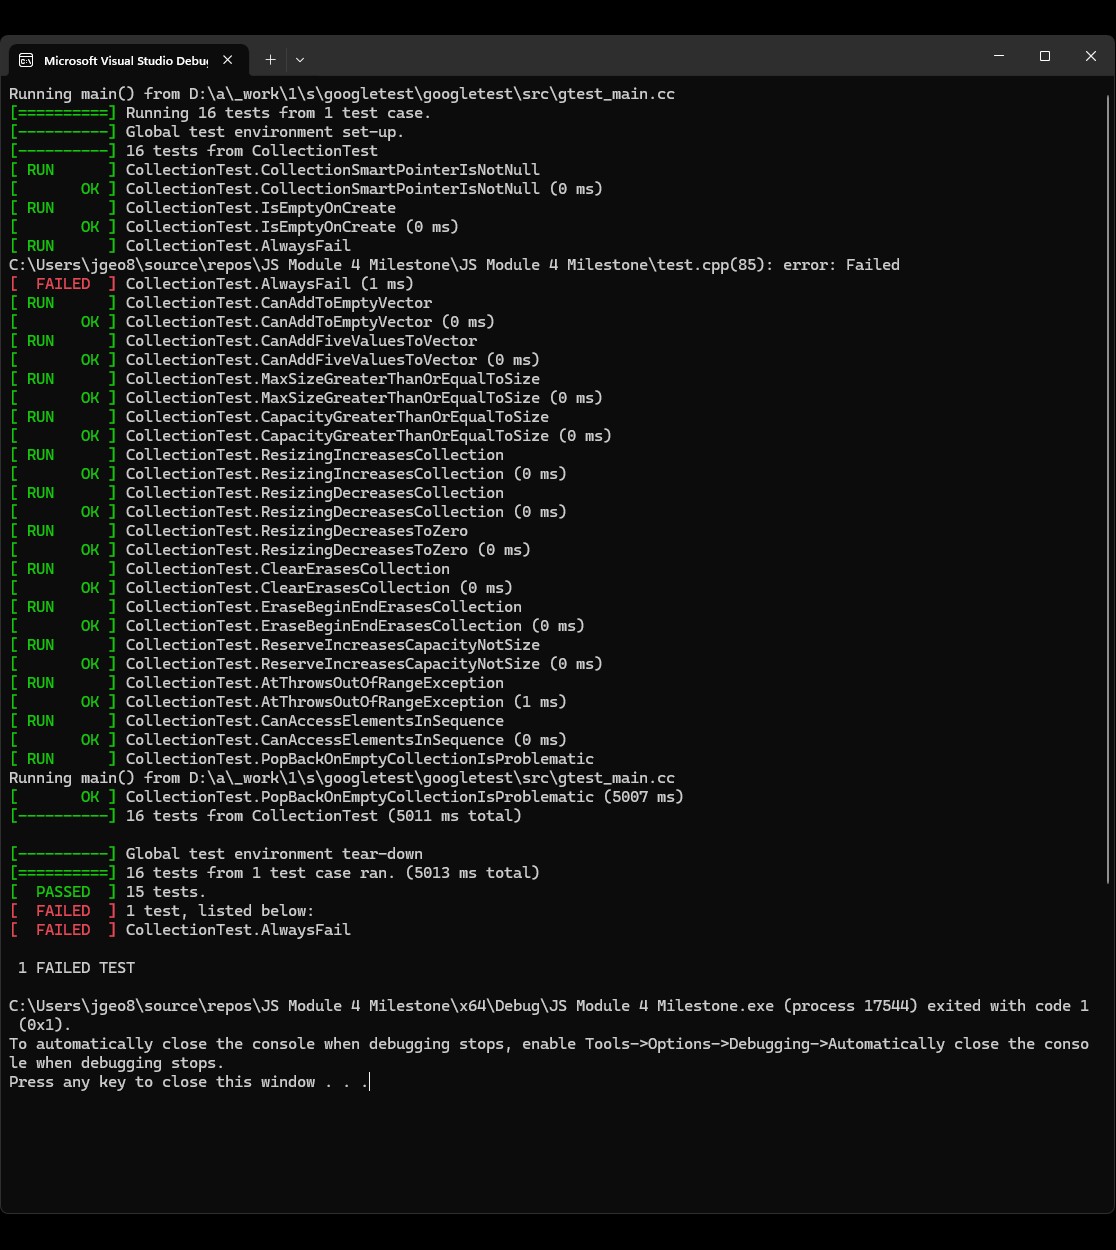 Microsoft Visual Studio Debug
Running main() from D:\a\_work\1\s\googletest\googletest\src\gtest_main.cc
[==========] Running 16 tests from 1 test case.
[----------] Global test environment set-up.
[----------] 16 tests from CollectionTest
[ RUN      ] CollectionTest.CollectionSmartPointerIsNotNull
[       OK ] CollectionTest.CollectionSmartPointerIsNotNull (0 ms)
[ RUN      ] CollectionTest.IsEmptyOnCreate
[       OK ] CollectionTest.IsEmptyOnCreate (0 ms)
[ RUN      ] CollectionTest.AlwaysFail
C:\Users\jgeo8\source\repos\JS Module 4 Milestone\JS Module 4 Milestone\test.cpp(85): error: Failed
[  FAILED  ] CollectionTest.AlwaysFail (1 ms)
[ RUN      ] CollectionTest.CanAddToEmptyVector
[       OK ] CollectionTest.CanAddToEmptyVector (0 ms)
[ RUN      ] CollectionTest.CanAddFiveValuesToVector
[       OK ] CollectionTest.CanAddFiveValuesToVector (0 ms)
[ RUN      ] CollectionTest.MaxSizeGreaterThanOrEqualToSize
[       OK ] CollectionTest.MaxSizeGreaterThanOrEqualToSize (0 ms)
[ RUN      ] CollectionTest.CapacityGreaterThanOrEqualToSize
[       OK ] CollectionTest.CapacityGreaterThanOrEqualToSize (0 ms)
[ RUN      ] CollectionTest.ResizingIncreasesCollection
[       OK ] CollectionTest.ResizingIncreasesCollection (0 ms)
[ RUN      ] CollectionTest.ResizingDecreasesCollection
[       OK ] CollectionTest.ResizingDecreasesCollection (0 ms)
[ RUN      ] CollectionTest.ResizingDecreasesToZero
[       OK ] CollectionTest.ResizingDecreasesToZero (0 ms)
[ RUN      ] CollectionTest.ClearErasesCollection
[       OK ] CollectionTest.ClearErasesCollection (0 ms)
[ RUN      ] CollectionTest.EraseBeginEndErasesCollection
[       OK ] CollectionTest.EraseBeginEndErasesCollection (0 ms)
[ RUN      ] CollectionTest.ReserveIncreasesCapacityNotSize
[       OK ] CollectionTest.ReserveIncreasesCapacityNotSize (0 ms)
[ RUN      ] CollectionTest.AtThrowsOutOfRangeException
[       OK ] CollectionTest.AtThrowsOutOfRangeException (1 ms)
[ RUN      ] CollectionTest.CanAccessElementsInSequence
[       OK ] CollectionTest.CanAccessElementsInSequence (0 ms)
[ RUN      ] CollectionTest.PopBackOnEmptyCollectionIsProblematic
Running main() from D:\a\_work\1\s\googletest\googletest\src\gtest_main.cc
[       OK ] CollectionTest.PopBackOnEmptyCollectionIsProblematic (5007 ms)
[----------] 16 tests from CollectionTest (5011 ms total)
[----------] Global test environment tear-down
[==========] 16 tests from 1 test case ran. (5013 ms total)
[  PASSED  ] 15 tests.
[  FAILED  ] 1 test, listed below:
[  FAILED  ] CollectionTest.AlwaysFail
1 FAILED TEST
C:\Users\jgeo8\source\repos\JS Module 4 Milestone\x64\Debug\JS Module 4 Milestone.exe (process 17544) exited with code 1
(0x1).
To automatically close the console when debugging stops, enable Tools->Options->Debugging->Automatically close the conso
le when debugging stops.
Press any key to close this window . . .